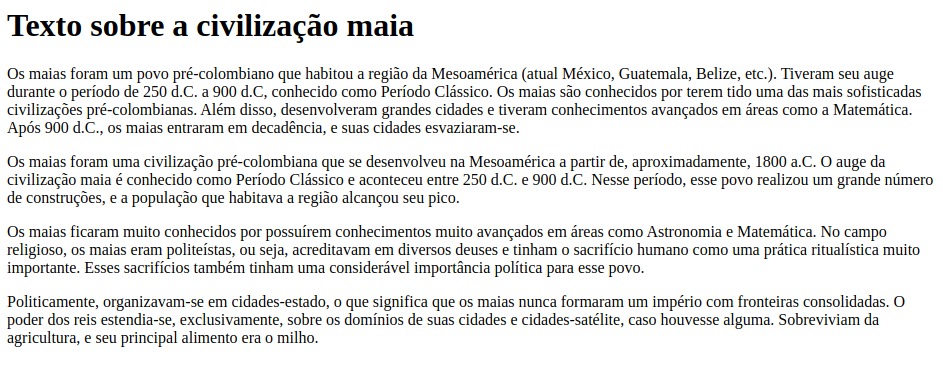 Texto sobre a civilização maia
Os maias foram um povo pré-colombiano que habitou a região da Mesoamérica (atual México, Guatemala, Belize, etc.). Tiveram seu auge
durante o período de 250 d.C. a 900 d.C, conhecido como Período Clássico. Os maias são conhecidos por terem tido uma das mais sofisticadas
civilizações pré-colombianas. Além disso, desenvolveram grandes cidades e tiveram conhecimentos avançados em áreas como a Matemática.
Após 900 d.C., os maias entraram em decadência, e suas cidades esvaziaram-se.
Os maias foram uma civilização pré-colombiana que se desenvolveu na Mesoamérica a partir de, aproximadamente, 1800 a.C. O auge da
civilização maia é conhecido como Período Clássico e aconteceu entre 250 d.C. e 900 d.C. Nesse período, esse povo realizou um grande número
de construções, e a população que habitava a região alcançou seu pico.
Os maias ficaram muito conhecidos por possuírem conhecimentos muito avançados em áreas como Astronomia e Matemática. No campo
religioso, os maias eram politeístas, ou seja, acreditavam em diversos deuses e tinham o sacrifício humano como uma prática ritualística muito
importante. Esses sacrifícios também tinham uma considerável importância política para esse povo.
Politicamente, organizavam-se em cidades-estado, o que significa que os maias nunca formaram um império com fronteiras consolidadas. O
poder dos reis estendia-se, exclusivamente, sobre os domínios de suas cidades e cidades-satélite, caso houvesse alguma. Sobreviviam da
agricultura, e seu principal alimento era o milho.